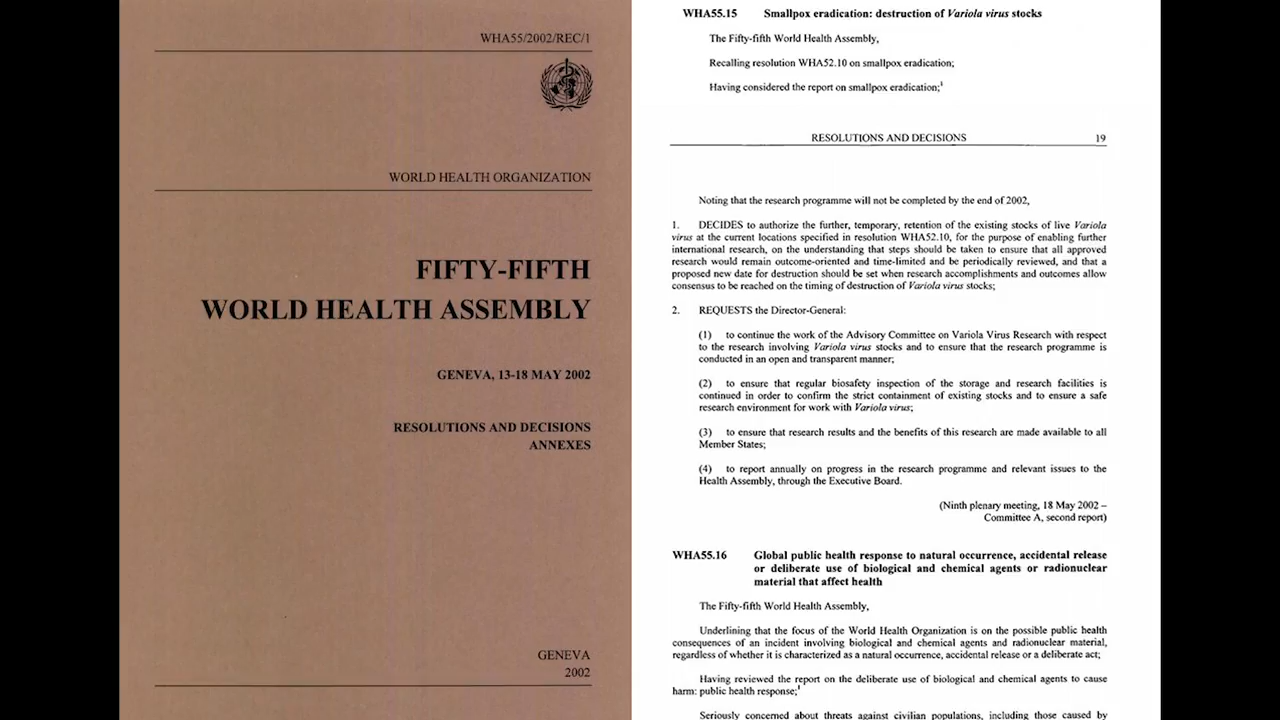 WHA55/2002/REC/1
WORLD HEALTH ORGANIZATION
FIFTY-FIFTH
WORLD HEALTH ASSEMBLY
GENEVA, 13-18 MAY 2002
RESOLUTIONS AND DECISIONS
ANNEXES
GENEVA
2002
WHA55.15 Smallpox eradication: destruction of Variola virus stocks
The Fifty-fifth World Health Assembly,
Recalling resolution WHA52.10 on smallpox eradication;
Having considered the report on smallpox eradication;1
RESOLUTIONS AND DECISIONS 19
Noting that the research programme will not be completed by the end of 2002,
1. DECIDES to authorize the further, temporary, retention of the existing stocks of live Variola
virus at the current locations specified in resolution WHA52.10, for the purpose of enabling further
international research, on the understanding that steps should be taken to ensure that all approved
research would remain outcome-oriented and time-limited and be periodically reviewed, and that a
proposed new date for destruction should be set when research accomplishments and outcomes allow
consensus to be reached on the timing of destruction of Variola virus stocks;
2. REQUESTS the Director-General:
(1) to continue the work of the Advisory Committee on Variola Virus Research with respect
to the research involving Variola virus stocks and to ensure that the research programme is
conducted in an open and transparent manner;
(2) to ensure that regular biosafety inspection of the storage and research facilities is
continued in order to confirm the strict containment of existing stocks and to ensure a safe
research environment for work with Variola virus;
(3) to ensure that research results and the benefits of this research are made available to all
Member States;
(4) to report annually on progress in the research programme and relevant issues to the
Health Assembly, through the Executive Board.
(Ninth plenary meeting, 18 May 2002 –
Committee A, second report)
WHA55.16 Global public health response to natural occurrence, accidental release
or deliberate use of biological and chemical agents or radionuclear
material that affect health
The Fifty-fifth World Health Assembly,
Underlining that the focus of the World Health Organization is on the possible public health
consequences of an incident involving biological and chemical agents and radionuclear material,
regardless of whether it is characterized as a natural occurrence, accidental release or a deliberate act;
Having reviewed the report on the deliberate use of biological and chemical agents to cause
harm: public health response;1
Seriously concerned about threats against civilian populations, including those caused by